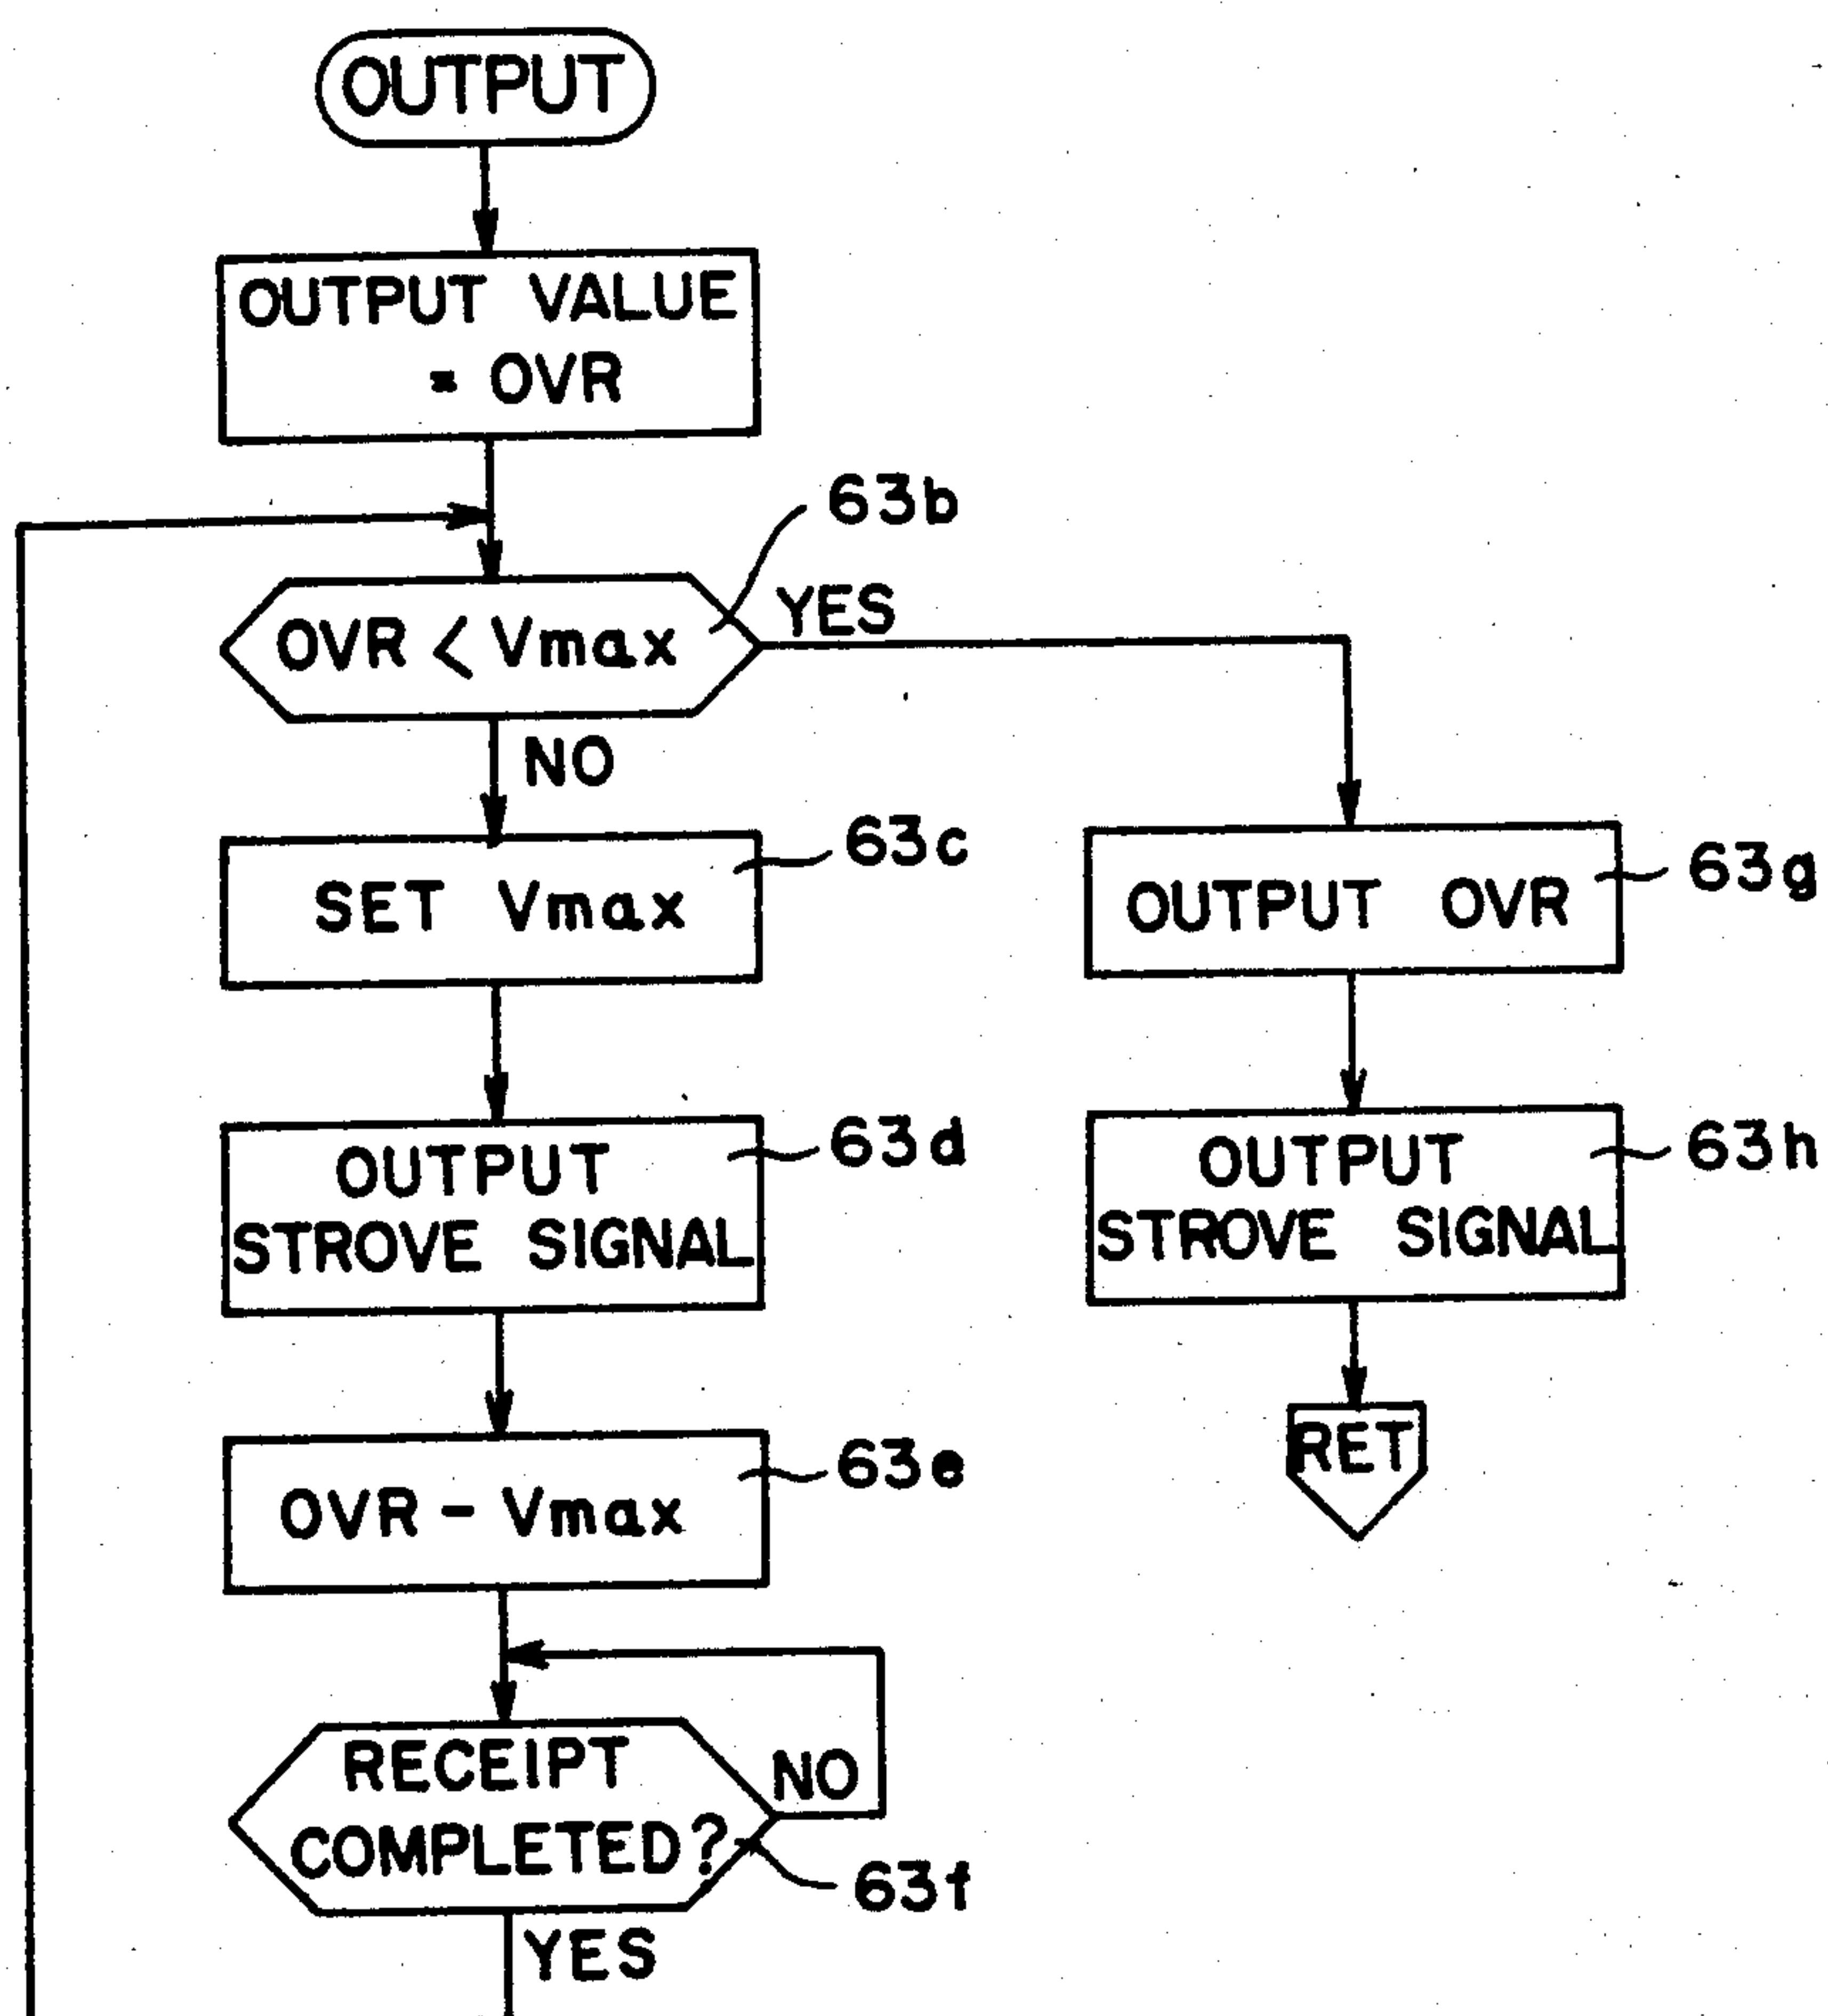 OUTPUT
OUTPUT VALUE
= OVR
63b
OVR < Vmax
YES
NO
SET Vmax
63c
OUTPUT OVR
63g
OUTPUT
STROVE SIGNAL
63d
OUTPUT
STROVE SIGNAL
63h
OVR - Vmax
63e
RET
RECEIPT
COMPLETED?
NO
63f
YES